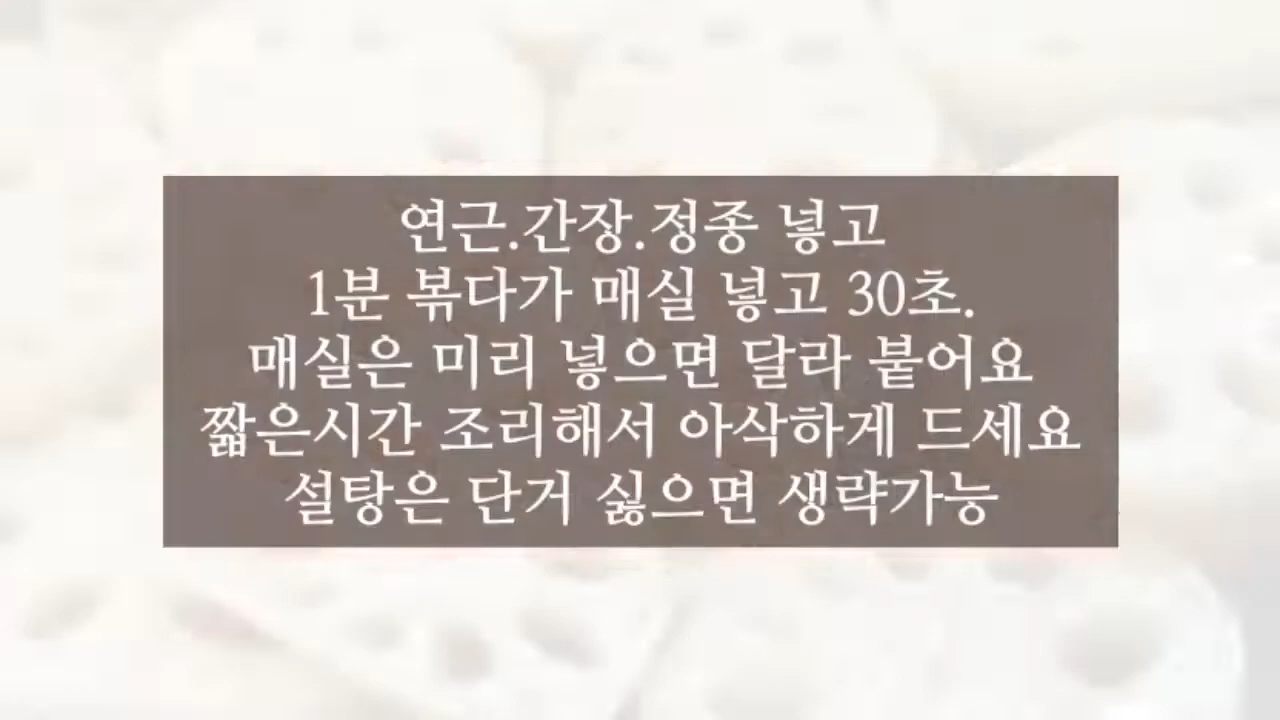 연근.간장.정종 넣고
1분 볶다가 매실 넣고 30초.
매실은 미리 넣으면 달라 붙어요
짧은시간 조리해서 아삭하게 드세요
설탕은 단거 싫으면 생략가능